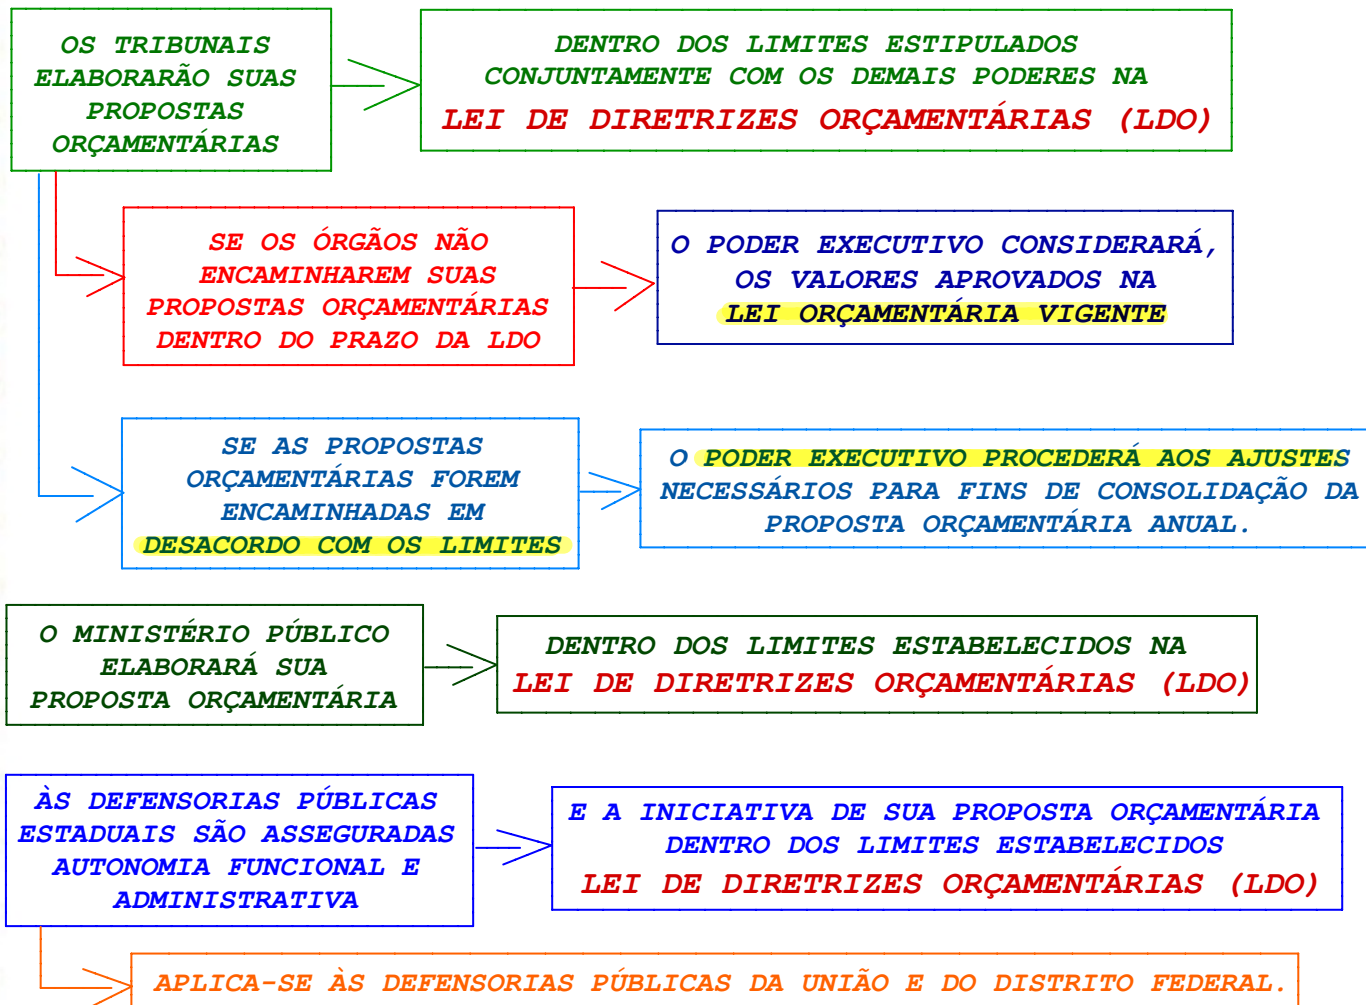 OS TRIBUNAIS
ELABORARÃO SUAS
PROPOSTAS
ORÇAMENTÁRIAS
DENTRO DOS LIMITES ESTIPULADOS
CONJUNTAMENTE COM OS DEMAIS PODERES NA
LEI DE DIRETRIZES ORÇAMENTÁRIAS (LDO)
SE OS ÓRGÃOS NÃO
ENCAMINHAREM SUAS
PROPOSTAS ORÇAMENTÁRIAS
DENTRO DO PRAZO DA LDO
O PODER EXECUTIVO CONSIDERARÁ,
OS VALORES APROVADOS NA
LEI ORÇAMENTÁRIA VIGENTE
SE AS PROPOSTAS
ORÇAMENTÁRIAS FOREM
ENCAMINHADAS EM
DESACORDO COM OS LIMITES
O PODER EXECUTIVO PROCEDERÁ AOS AJUSTES
NECESSÁRIOS PARA FINS DE CONSOLIDAÇÃO DA
PROPOSTA ORÇAMENTÁRIA ANUAL.
O MINISTÉRIO PÚBLICO
ELABORARÁ SUA
PROPOSTA ORÇAMENTÁRIA
DENTRO DOS LIMITES ESTABELECIDOS NA
LEI DE DIRETRIZES ORÇAMENTÁRIAS (LDO)
ÀS DEFENSORIAS PÚBLICAS
ESTADUAIS SÃO ASSEGURADAS
AUTONOMIA FUNCIONAL E
ADMINISTRATIVA
E A INICIATIVA DE SUA PROPOSTA ORÇAMENTÁRIA
DENTRO DOS LIMITES ESTABELECIDOS
LEI DE DIRETRIZES ORÇAMENTÁRIAS (LDO)
APLICA-SE ÀS DEFENSORIAS PÚBLICAS DA UNIÃO E DO DISTRITO FEDERAL.